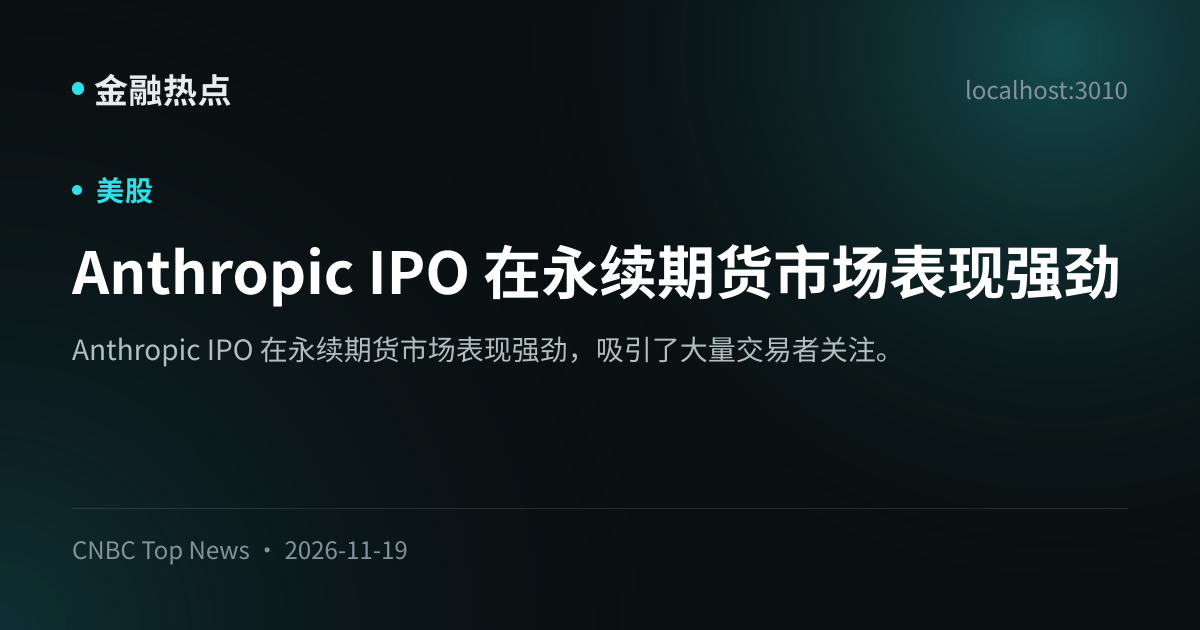 金融热点
localhost:3010
美股
Anthropic IPO 在永续期货市场表现强劲
Anthropic IPO 在永续期货市场表现强劲，吸引了大量交易者关注。
CNBC Top News · 2026-11-19